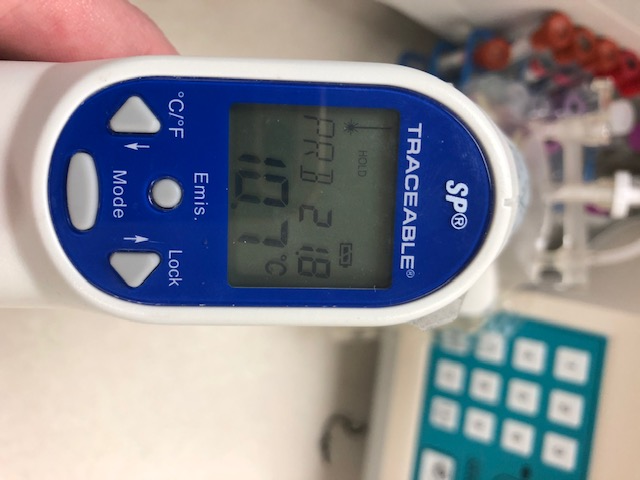 SP®
TRACEABLE®
HOLD
PRB 21.8
10.7°C
Emis.
°C/°F Lock
Mode